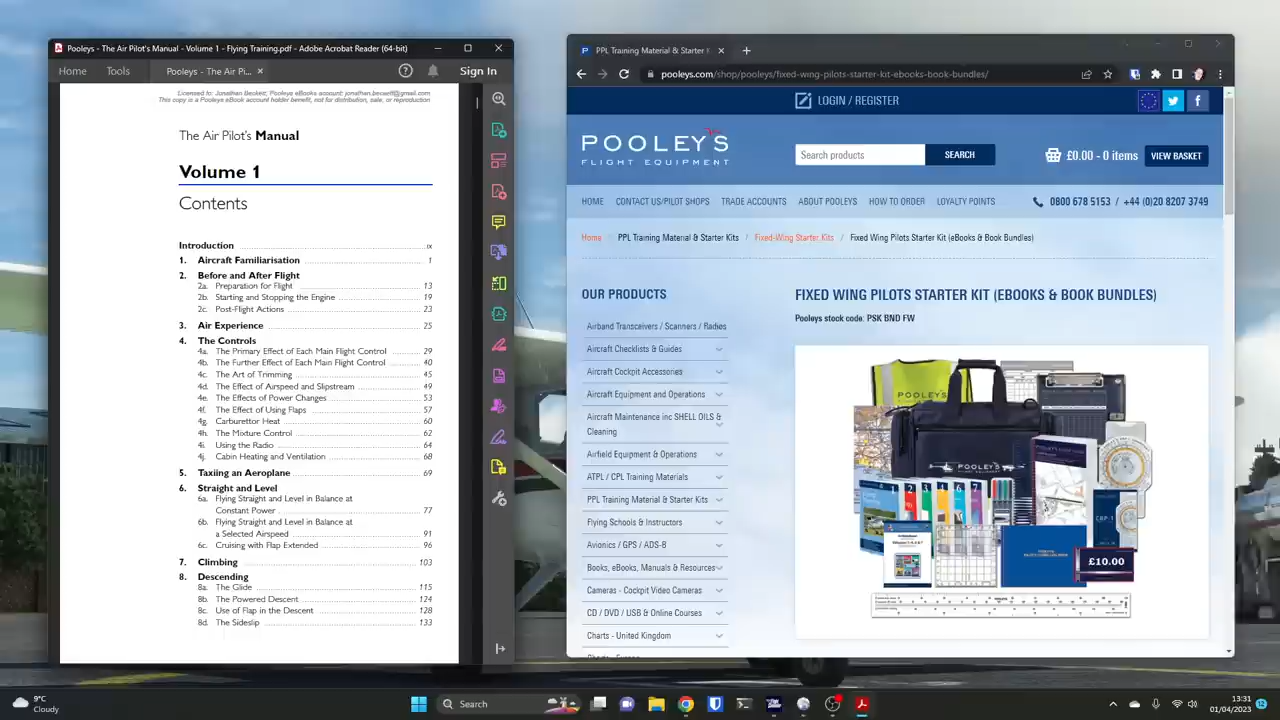 Pooleys - The Air Pilot's Manual - Volume 1 - Flying Training.pdf - Adobe Acrobat Reader (64-bit)
Home Tools Pooleys - The Air Pi... × Sign In
Licensed to: Jonathan Beckett, Pooleys eBooks account: jonathan.beckett@gmail.com
This copy is a Pooleys eBook account holder benefit, not for distribution, sale, or reproduction
The Air Pilot's Manual
Volume 1
Contents
Introduction ix
1. Aircraft Familiarisation 1
2. Before and After Flight
2a. Preparation for Flight 13
2b. Starting and Stopping the Engine 19
2c. Post-Flight Actions 23
3. Air Experience 25
4. The Controls
4a. The Primary Effect of Each Main Flight Control 29
4b. The Further Effect of Each Main Flight Control 40
4c. The Art of Trimming 45
4d. The Effect of Airspeed and Slipstream 49
4e. The Effects of Power Changes 53
4f. The Effect of Using Flaps 57
4g. Carburettor Heat 60
4h. The Mixture Control 62
4i. Using the Radio 64
4j. Cabin Heating and Ventilation 68
5. Taxiing an Aeroplane 69
6. Straight and Level
6a. Flying Straight and Level in Balance at
Constant Power 77
6b. Flying Straight and Level in Balance at
a Selected Airspeed 91
6c. Cruising with Flap Extended 96
7. Climbing 103
8. Descending
8a. The Glide 115
8b. The Powered Descent 124
8c. Use of Flap in the Descent 128
8d. The Sideslip 133
PPL Training Material & Starter K
pooleys.com/shop/pooleys/fixed-wing-pilots-starter-kit-ebooks-book-bundles/
LOGIN / REGISTER
POOLEYS
FLIGHT EQUIPMENT
Search products
SEARCH
£0.00 - 0 items
VIEW BASKET
HOME CONTACT US/PILOT SHOPS TRADE ACCOUNTS ABOUT POOLEYS HOW TO ORDER LOYALTY POINTS
0800 678 5153 / +44 (0)20 8207 3749
Home / PPL Training Material & Starter Kits / Fixed-Wing Starter Kits / Fixed Wing Pilots Starter Kit (eBooks & Book Bundles)
OUR PRODUCTS
Airband Transceivers / Scanners / Radios
Aircraft Checklists & Guides
Aircraft Cockpit Accessories
Aircraft Equipment and Operations
Aircraft Maintenance inc SHELL OILS &
Cleaning
Airfield Equipment & Operations
ATPL / CPL Training Materials
PPL Training Material & Starter Kits
Flying Schools & Instructors
Avionics / GPS / ADS-B
Books, eBooks, Manuals & Resources
Cameras - Cockpit Video Cameras
CD / DVD / USB & Online Courses
Charts - United Kingdom
Charts - Europe
FIXED WING PILOTS STARTER KIT (EBOOKS & BOOK BUNDLES)
Pooleys stock code: PSK BND FW
POOLEYS
POOLEYS
2 3 4 5 6 7
CRP-1
£10.00
9°C
Cloudy
Search
13:31
01/04/2023